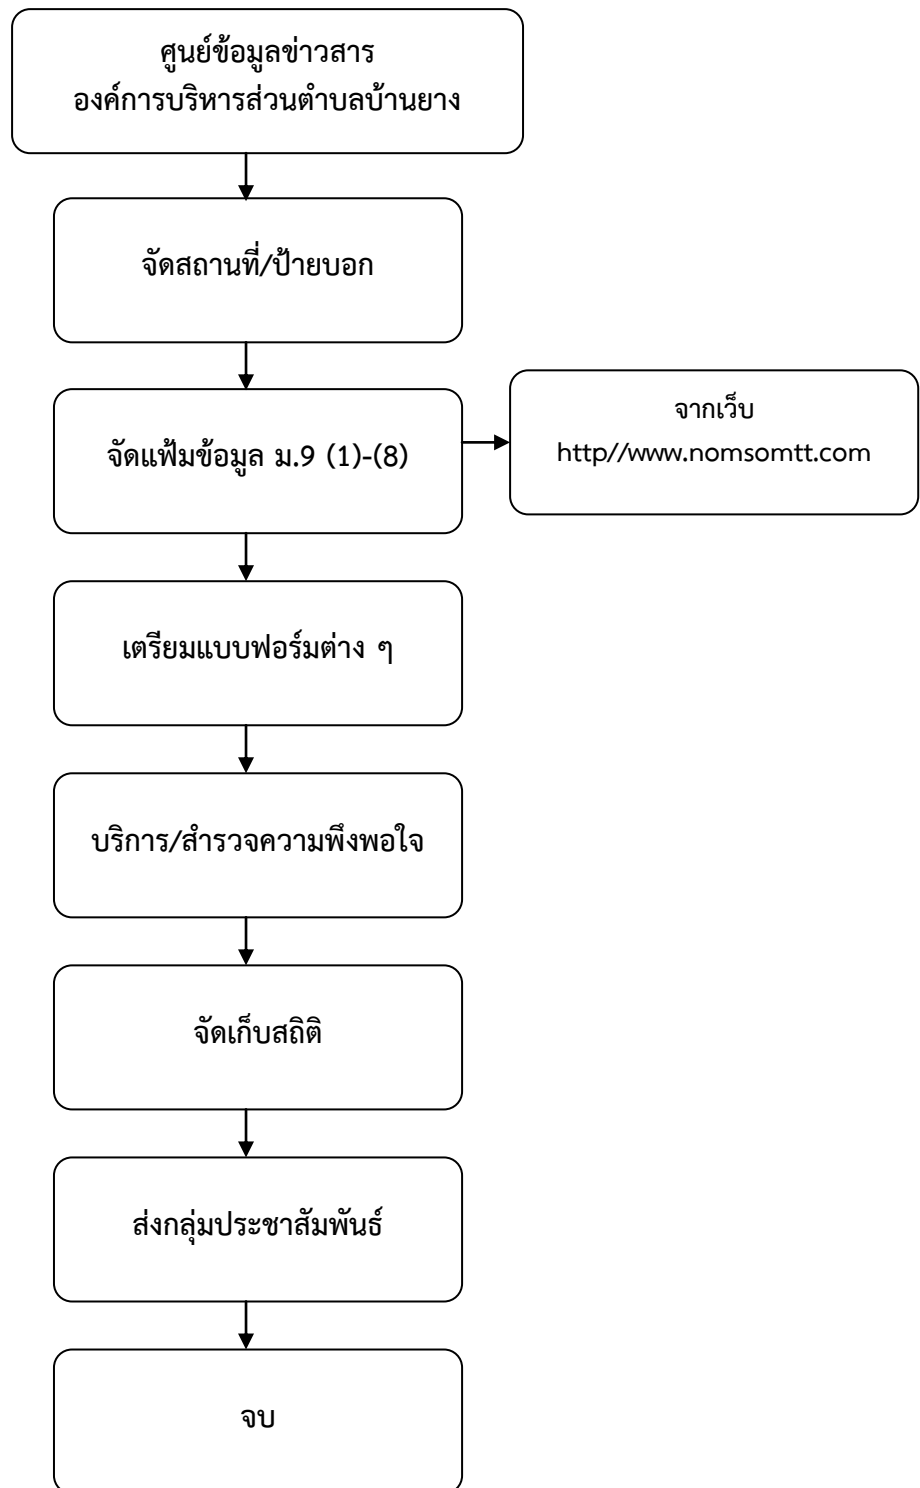 ศูนย์ข้อมูลข่าวสาร
องค์การบริหารส่วนตำบลบ้านยาง
จัดสถานที่/ป้ายบอก
จัดแฟ้มข้อมูล ม.9 (1)-(8)
จากเว็บ
http//www.nomsomtt.com
เตรียมแบบฟอร์มต่าง ๆ
บริการ/สำรวจความพึงพอใจ
จัดเก็บสถิติ
ส่งกลุ่มประชาสัมพันธ์
จบ